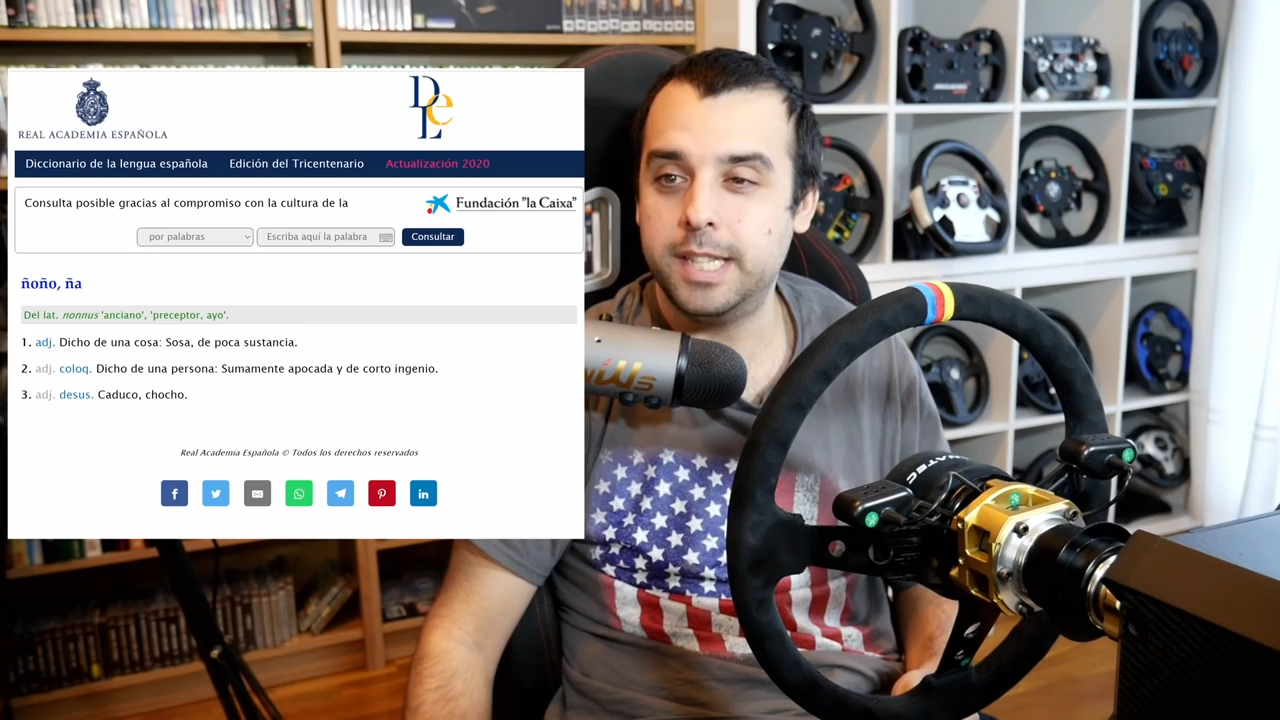 REAL ACADEMIA ESPAÑOLA
DLE
Diccionario de la lengua española Edición del Tricentenario Actualización 2020
Consulta posible gracias al compromiso con la cultura de la
Fundación "la Caixa"
por palabras Escriba aquí la palabra Consultar
ñoño, ña
Del lat. nonnus 'anciano', 'preceptor, ayo'.
1. adj. Dicho de una cosa: Sosa, de poca sustancia.
2. adj. coloq. Dicho de una persona: Sumamente apocada y de corto ingenio.
3. adj. desus. Caduco, chocho.
Real Academia Española © Todos los derechos reservados